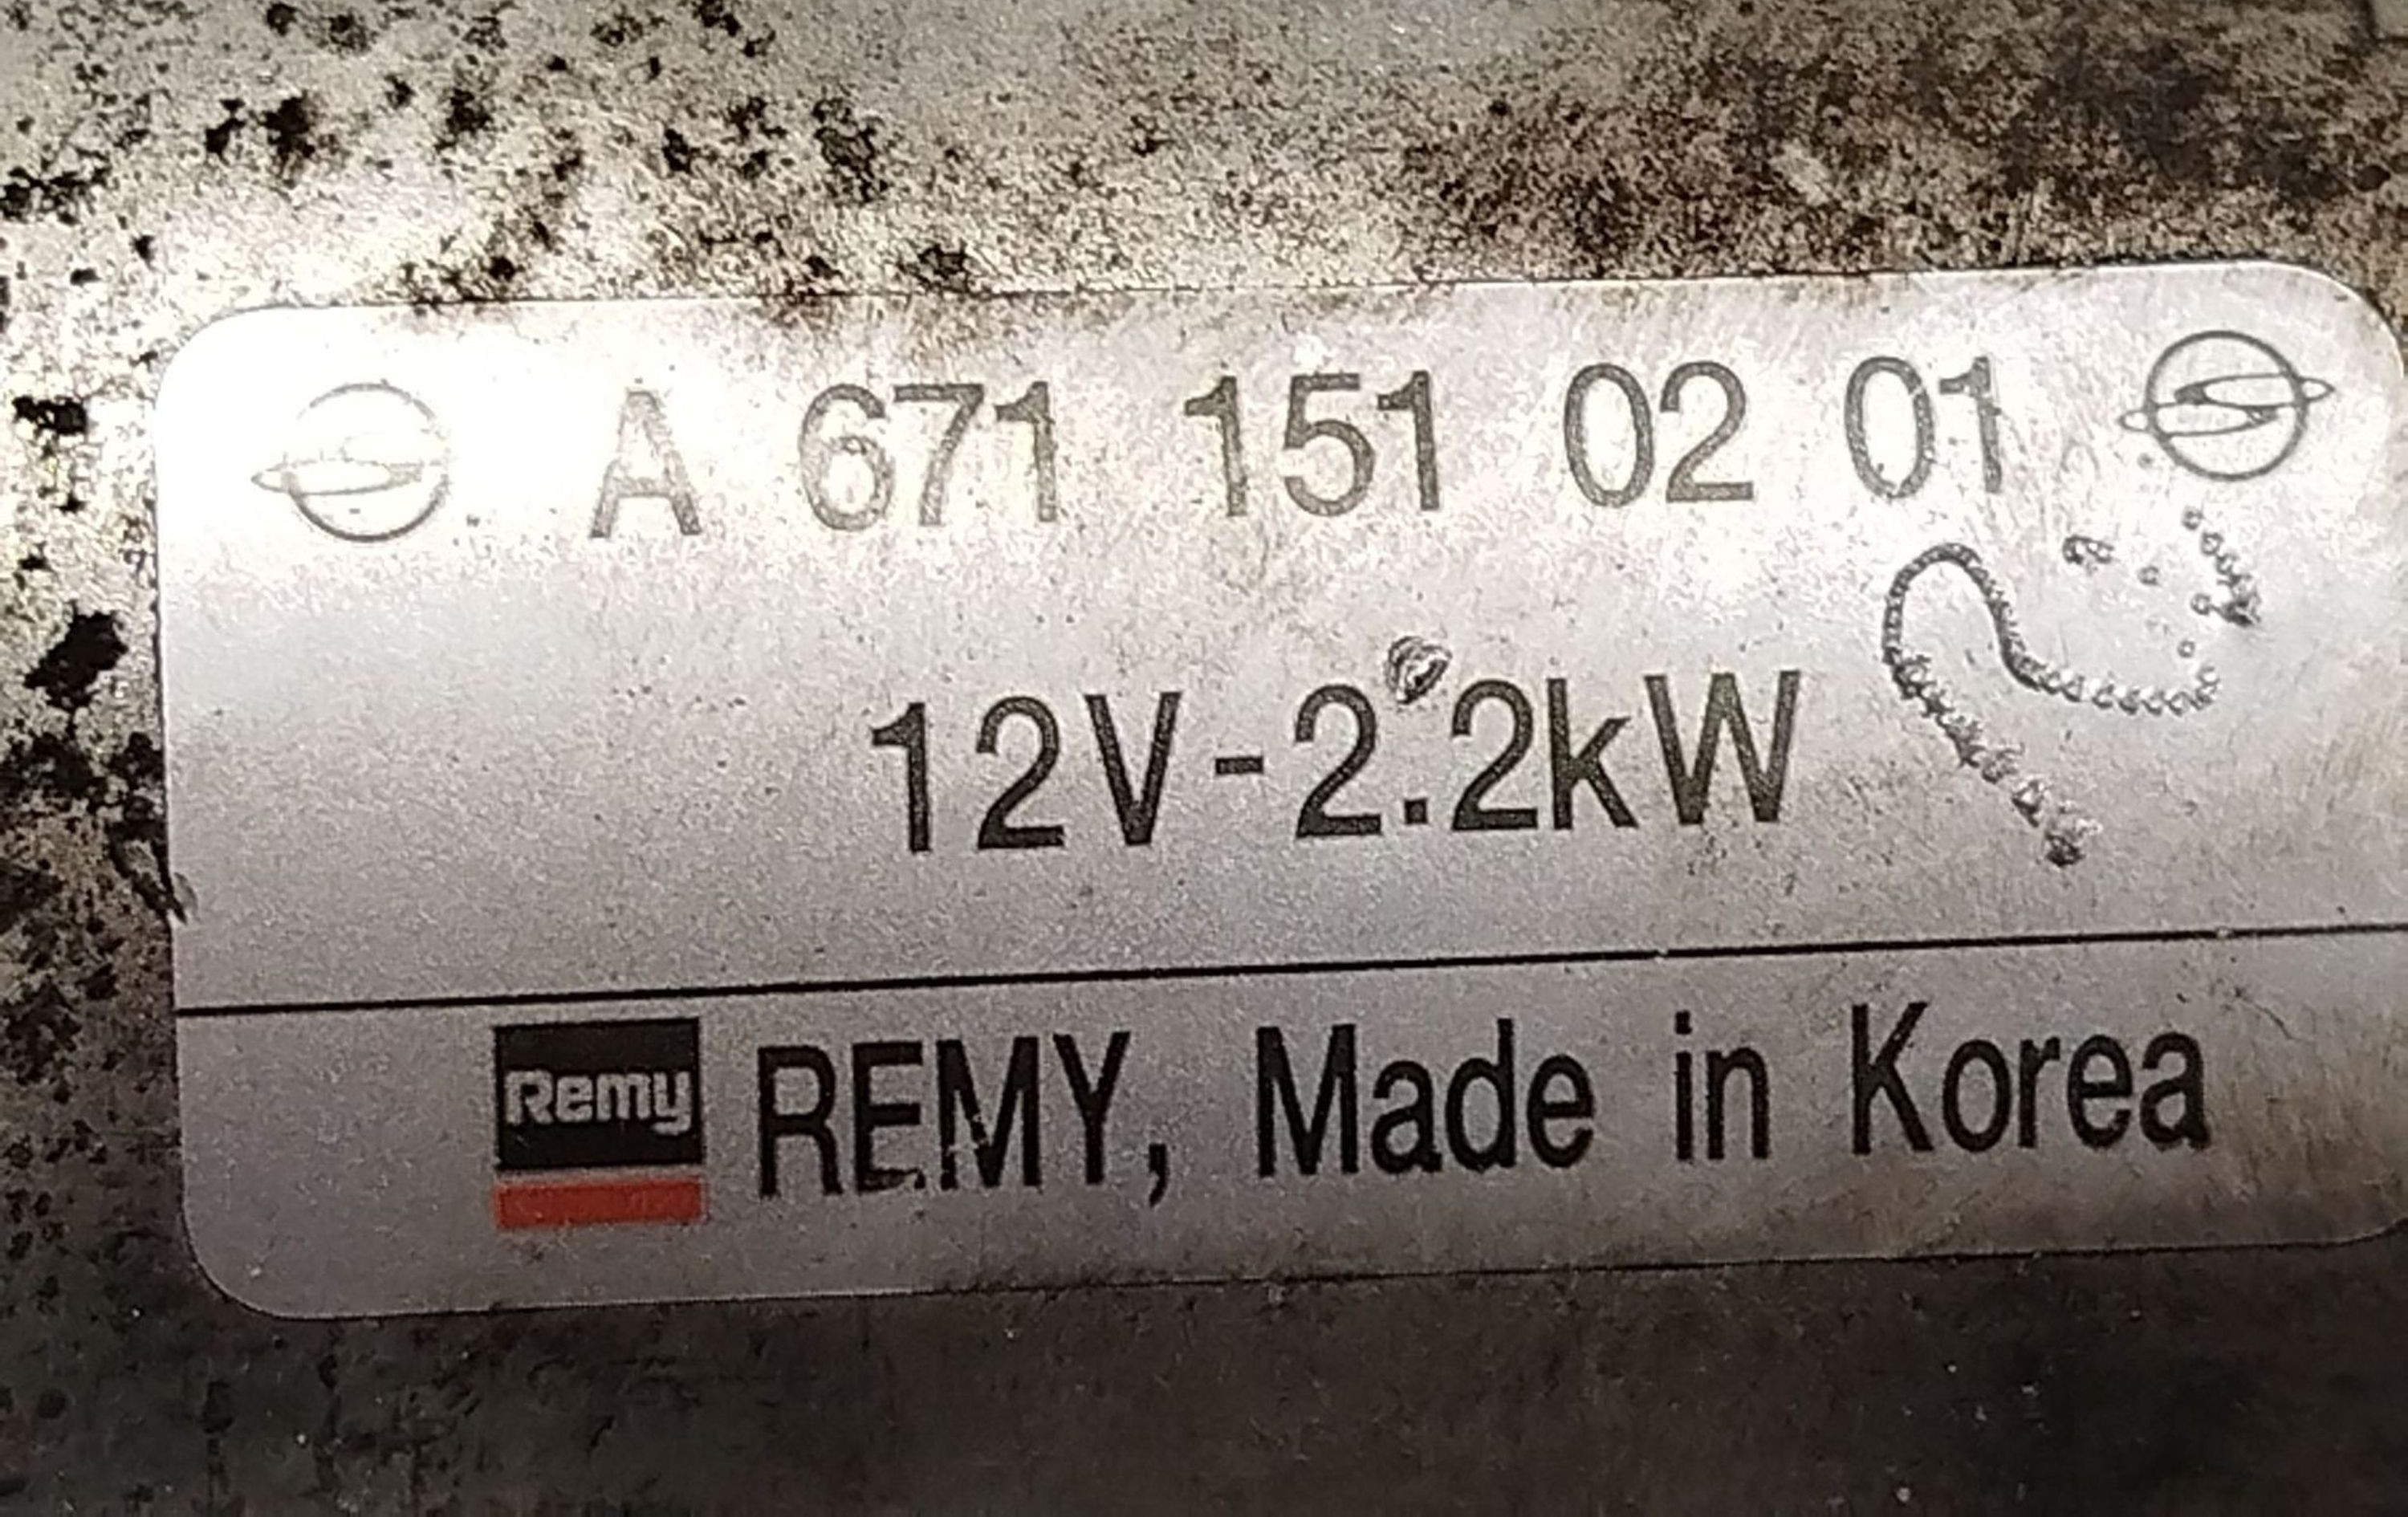 A 671 151 02 01
12V-2.2kW
Remy REMY, Made in Korea